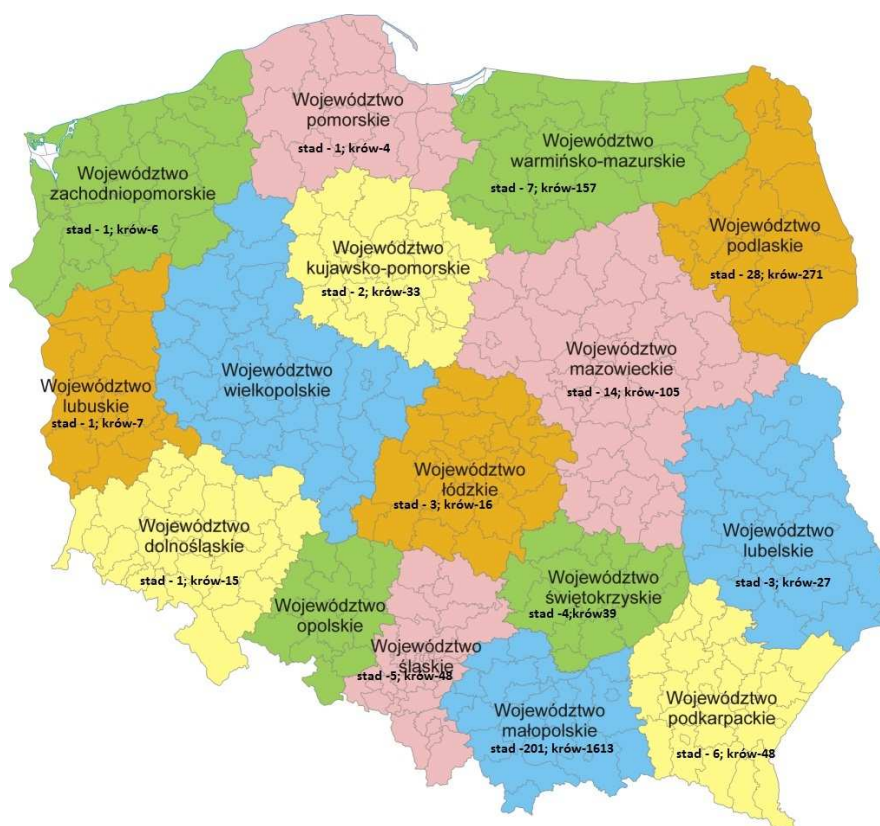 Województwo
pomorskie
stad - 1; krów-4
Województwo
warmińsko-mazurskie
stad - 7; krów-157
Województwo
zachodniopomorskie
stad - 1; krów-6
Województwo
podlaskie
stad - 28; krów-271
Województwo
kujawsko-pomorskie
stad - 2; krów-33
Województwo
mazowieckie
stad - 14; krów-105
Województwo
wielkopolskie
Województwo
lubuskie
stad - 1; krów-7
Województwo
łódzkie
stad - 3; krów-16
Województwo
dolnośląskie
stad - 1; krów-15
Województwo
lubelskie
stad -3; krów-27
Województwo
świętokrzyskie
stad -4;krów39
Województwo
opolskie
Województwo
śląskie
stad -5; krów-48
Województwo
małopolskie
stad -201; krów-1613
Województwo
podkarpackie
stad - 6; krów-48